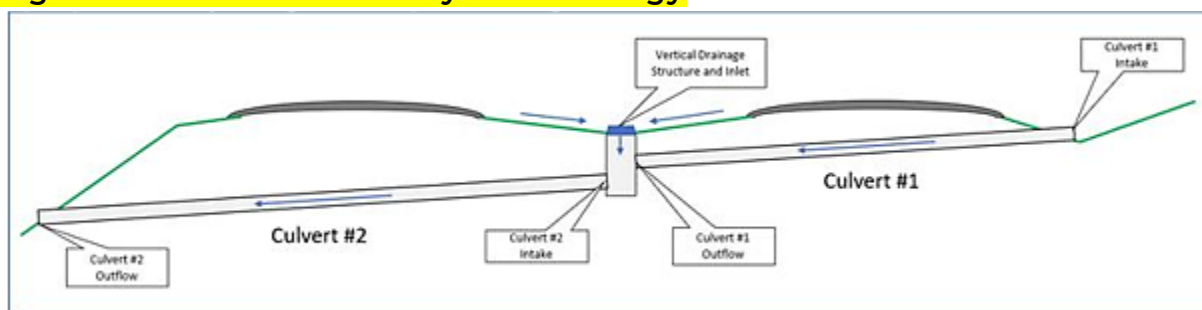 Vertical Drainage
Structure and Inlet
Culvert #1
Intake
Culvert #1
Culvert #2
Culvert #2
Intake
Culvert #1
Outflow
Culvert #2
Outflow